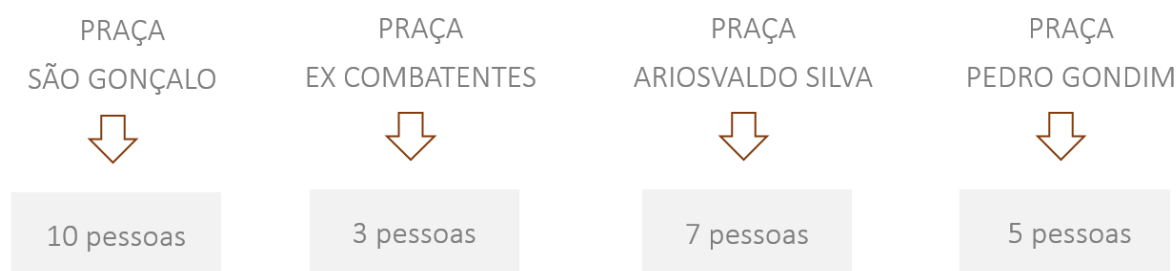 PRAÇA
SÃO GONÇALO
10 pessoas
PRAÇA
EX COMBATENTES
3 pessoas
PRAÇA
ARIOSVALDO SILVA
7 pessoas
PRAÇA
PEDRO GONDIM
5 pessoas